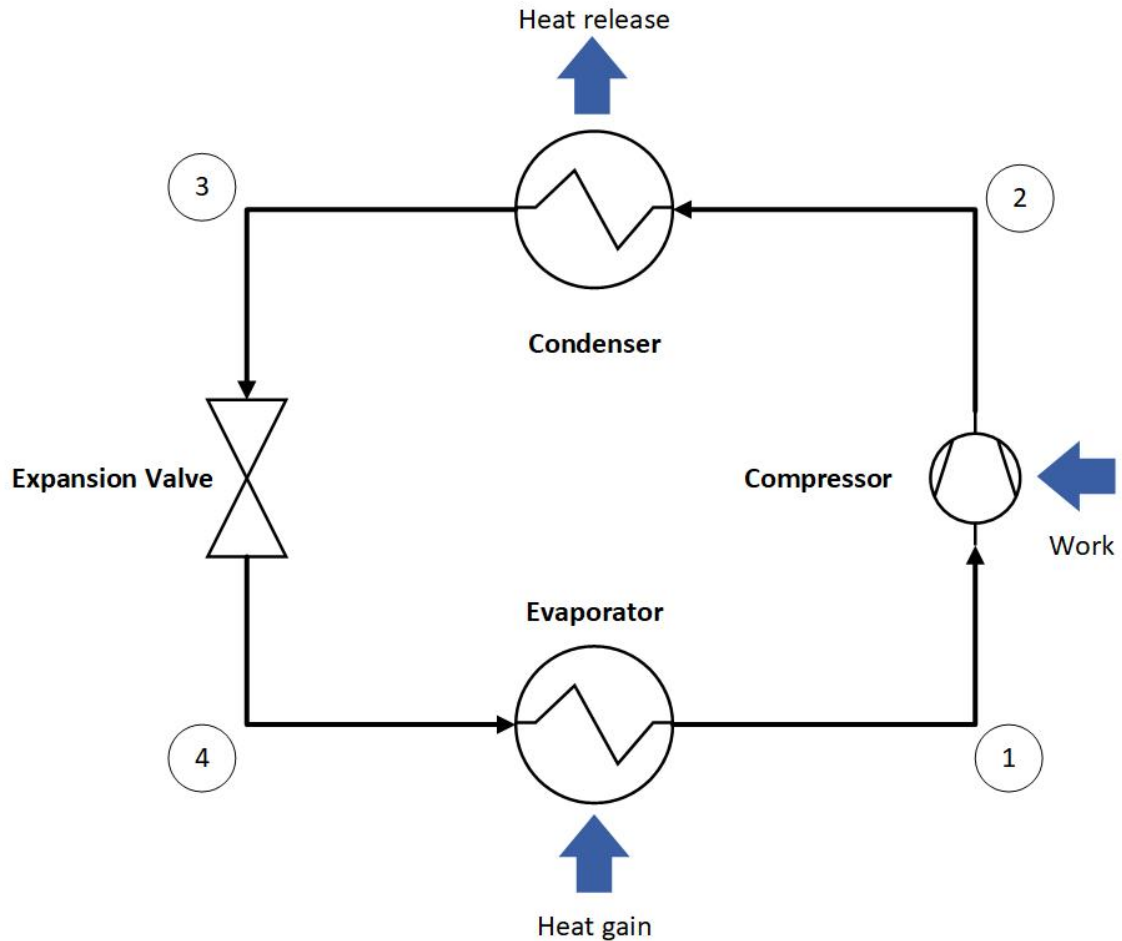 Heat release
3
2
Condenser
Expansion Valve
Compressor
Work
Evaporator
4
1
Heat gain